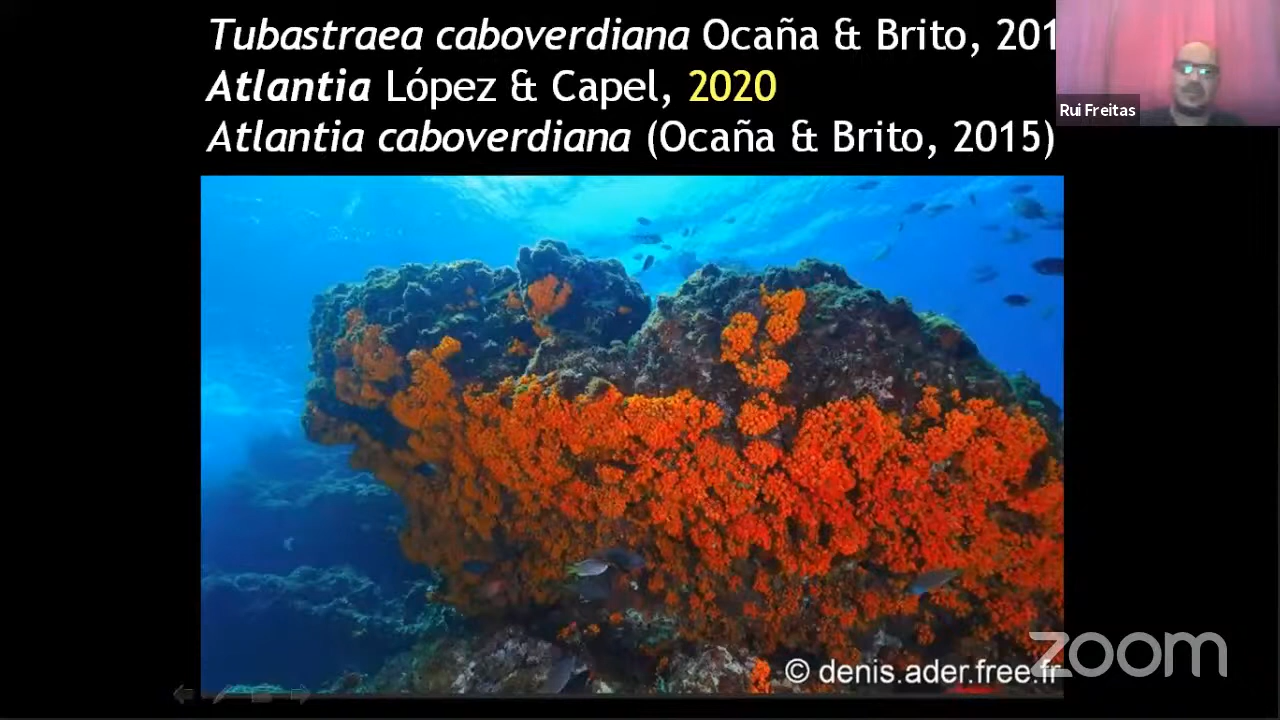 Tubastraea caboverdiana Ocaña & Brito, 201
Atlantia López & Capel, 2020
Atlantia caboverdiana (Ocaña & Brito, 2015)
Rui Freitas
© denis.ader.free.fr
zoom